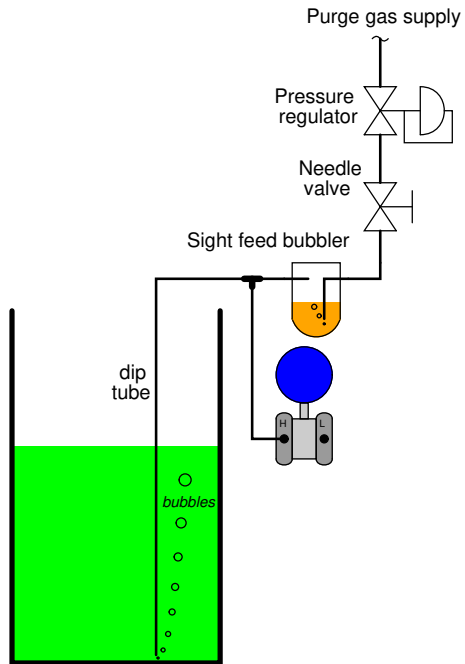 Purge gas supply
Pressure
regulator
Needle
valve
Sight feed bubbler
dip
tube
H
L
bubbles